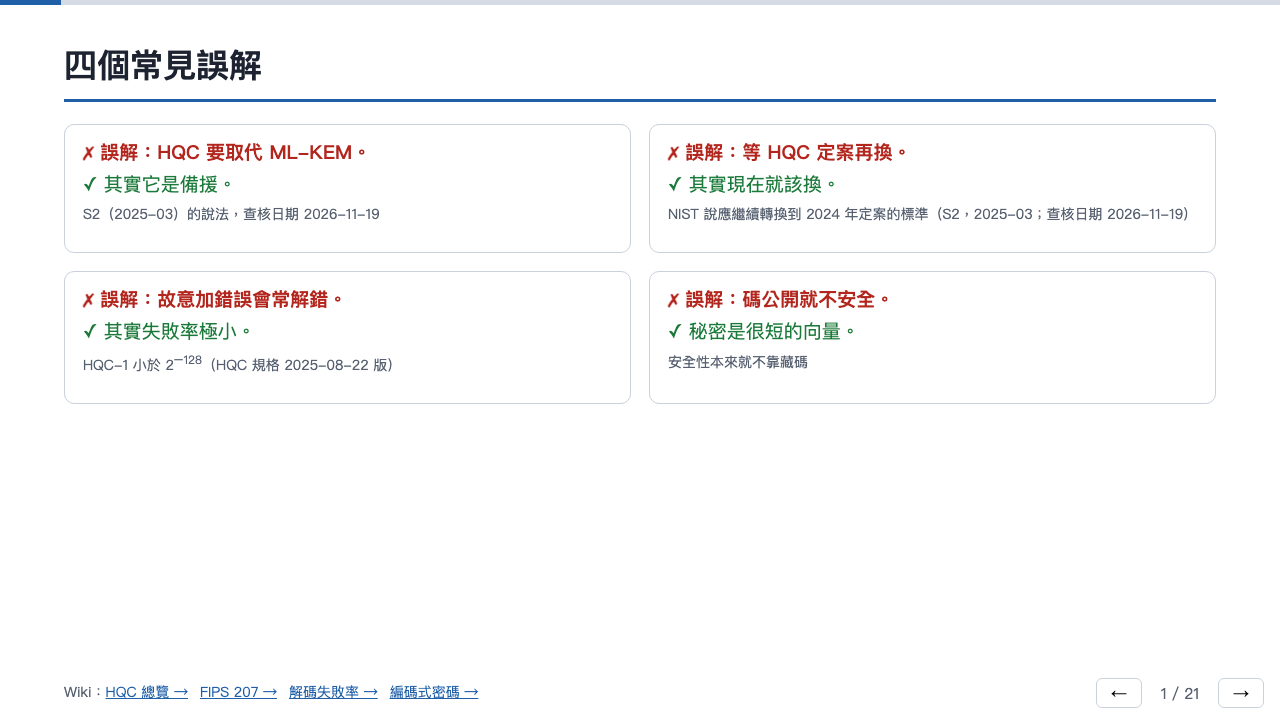 四個常見誤解
✗ 誤解：HQC 要取代 ML-KEM。
✓ 其實它是備援。
S2（2025-03）的說法，查核日期 2026-11-19
✗ 誤解：等 HQC 定案再換。
✓ 其實現在就該換。
NIST 說應繼續轉換到 2024 年定案的標準（S2，2025-03；查核日期 2026-11-19）
✗ 誤解：故意加錯誤會常解錯。
✓ 其實失敗率極小。
HQC-1 小於 2⁻¹²⁸（HQC 規格 2025-08-22 版）
✗ 誤解：碼公開就不安全。
✓ 秘密是很短的向量。
安全性本來就不靠藏碼
Wiki：HQC 總覽 → FIPS 207 → 解碼失敗率 → 編碼式密碼 →
← 1 / 21 →